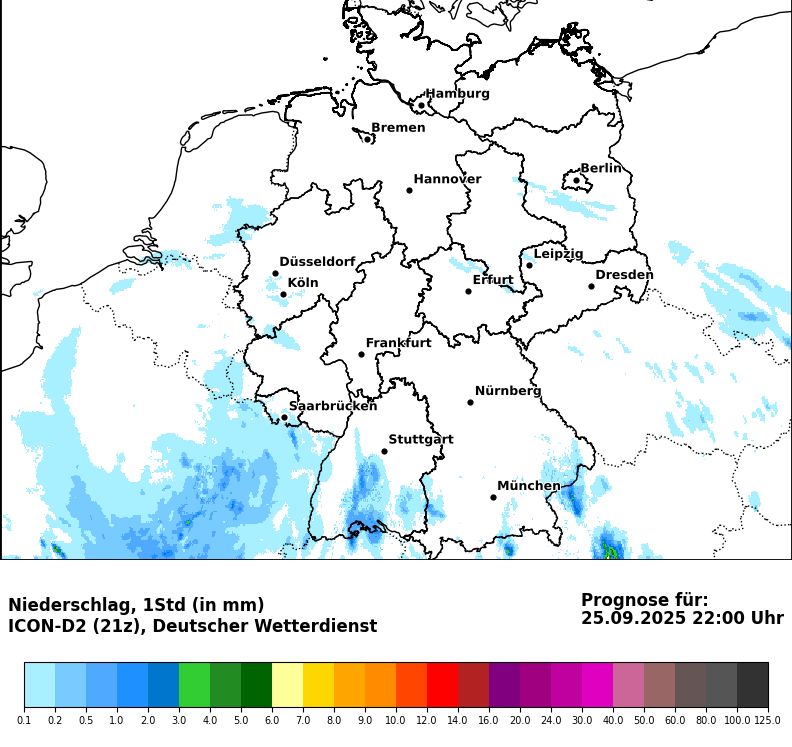 Hamburg
Bremen
Berlin
Hannover
Leipzig
Düsseldorf
Dresden
Köln
Erfurt
Frankfurt
Nürnberg
Saarbrücken
Stuttgart
München
Niederschlag, 1Std (in mm)
ICON-D2 (21z), Deutscher Wetterdienst
Prognose für:
25.09.2025 22:00 Uhr
0.1 0.2 0.5 1.0 2.0 3.0 4.0 5.0 6.0 7.0 8.0 9.0 10.0 12.0 14.0 16.0 20.0 24.0 30.0 40.0 50.0 60.0 80.0 100.0 125.0